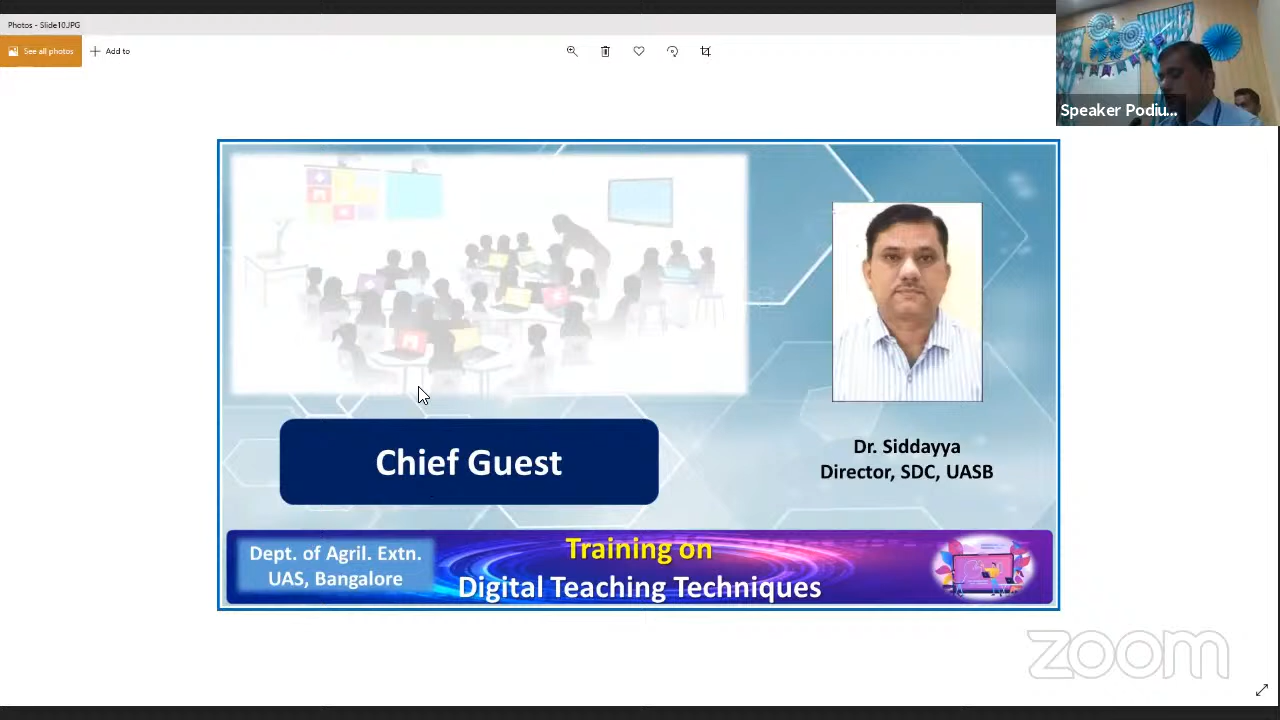 Photos - Slide10.JPG
See all photos
Add to
Speaker Podiu...
Chief Guest
Dr. Siddayya
Director, SDC, UASB
Dept. of Agril. Extn.
UAS, Bangalore
Training on
Digital Teaching Techniques
zoom